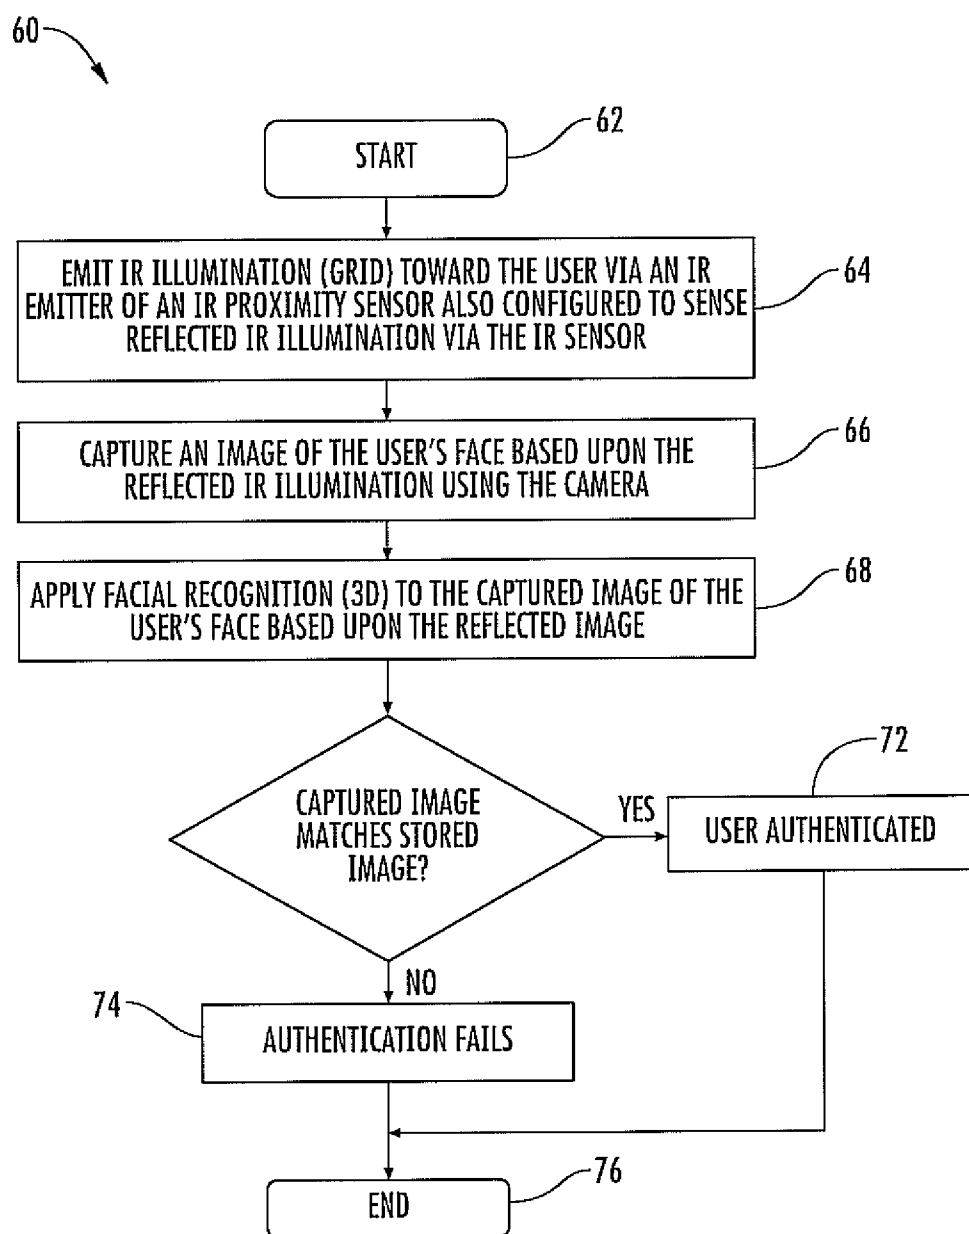 60
62
START
EMIT IR ILLUMINATION (GRID) TOWARD THE USER VIA AN IR
EMITTER OF AN IR PROXIMITY SENSOR ALSO CONFIGURED TO SENSE
REFLECTED IR ILLUMINATION VIA THE IR SENSOR
64
CAPTURE AN IMAGE OF THE USER'S FACE BASED UPON THE
REFLECTED IR ILLUMINATION USING THE CAMERA
66
APPLY FACIAL RECOGNITION (3D) TO THE CAPTURED IMAGE OF THE
USER'S FACE BASED UPON THE REFLECTED IMAGE
68
CAPTURED IMAGE
MATCHES STORED
IMAGE?
YES
72
USER AUTHENTICATED
NO
74
AUTHENTICATION FAILS
END
76